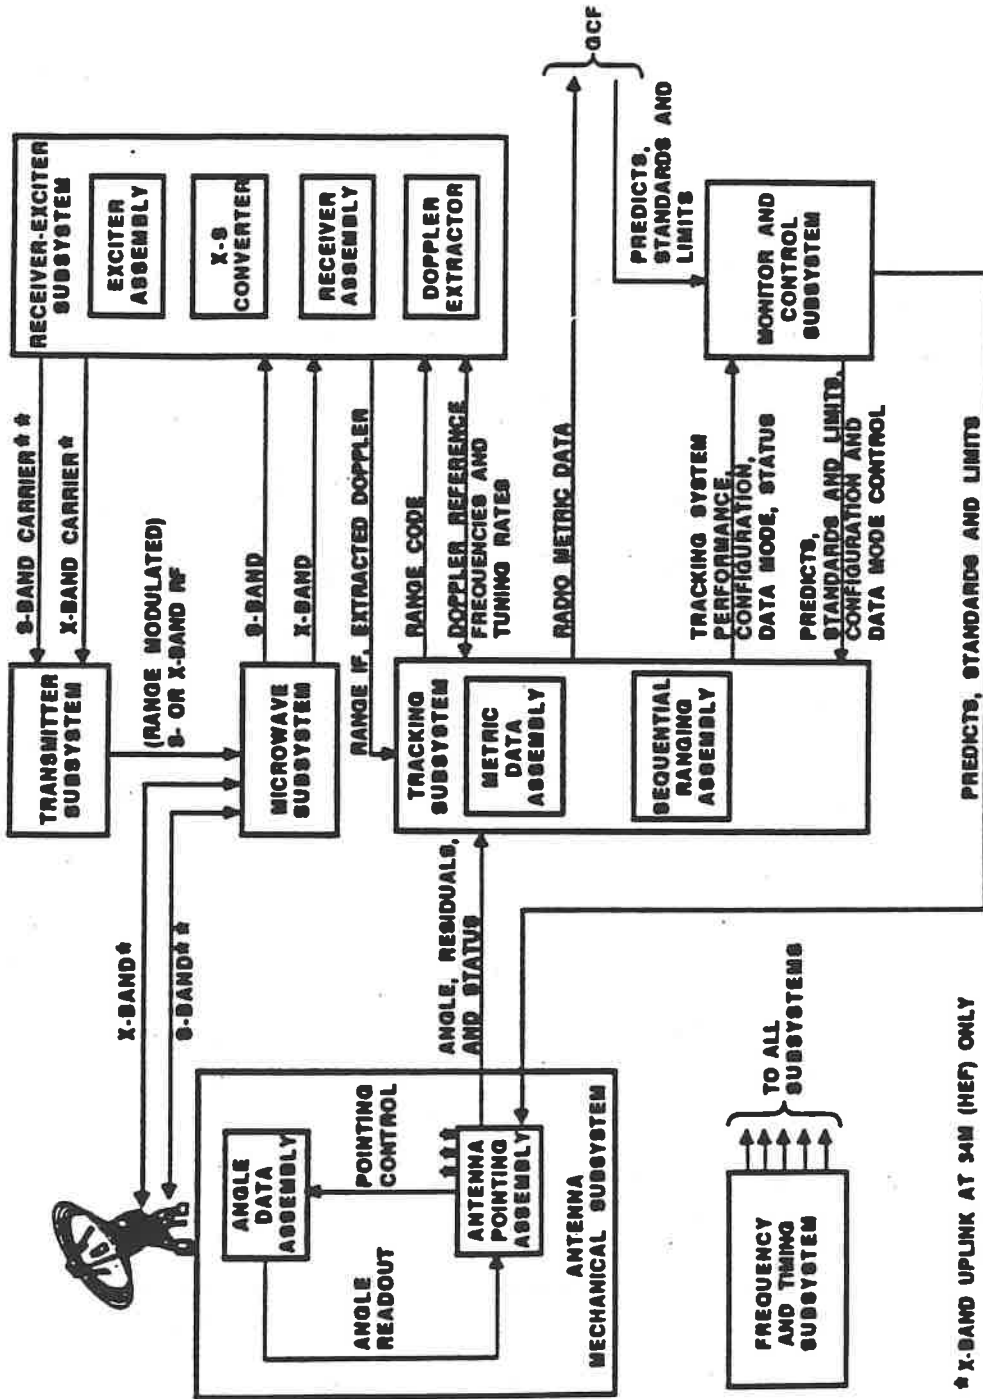 X-BAND*
S-BAND**
ANGLE
DATA
ASSEMBLY
POINTING
CONTROL
ANGLE
READOUT
***
ANTENNA
POINTING
ASSEMBLY
ANTENNA
MECHANICAL SUBSYSTEM
FREQUENCY
AND TIMING
SUBSYSTEM
TO ALL
SUBSYSTEMS
TRANSMITTER
SUBSYSTEM
(RANGE MODULATED)
S- OR X-BAND RF
MICROWAVE
SUBSYSTEM
S-BAND CARRIER**
X-BAND CARRIER*
S-BAND
X-BAND
RANGE IF, EXTRACTED DOPPLER
RANGE CODE
DOPPLER REFERENCE
FREQUENCIES AND
TUNING RATES
RECEIVER-EXCITER
SUBSYSTEM
EXCITER
ASSEMBLY
X-S
CONVERTER
RECEIVER
ASSEMBLY
DOPPLER
EXTRACTOR
ANGLE, RESIDUALS,
AND STATUS
TRACKING
SUBSYSTEM
METRIC
DATA
ASSEMBLY
SEQUENTIAL
RANGING
ASSEMBLY
RADIO METRIC DATA
GCF
PREDICTS,
STANDARDS AND
LIMITS
TRACKING SYSTEM
PERFORMANCE,
CONFIGURATION,
DATA MODE, STATUS
PREDICTS,
STANDARDS AND LIMITS,
CONFIGURATION AND
DATA MODE CONTROL
MONITOR AND
CONTROL
SUBSYSTEM
PREDICTS, STANDARDS AND LIMITS
* X-BAND UPLINK AT 34M (HEF) ONLY